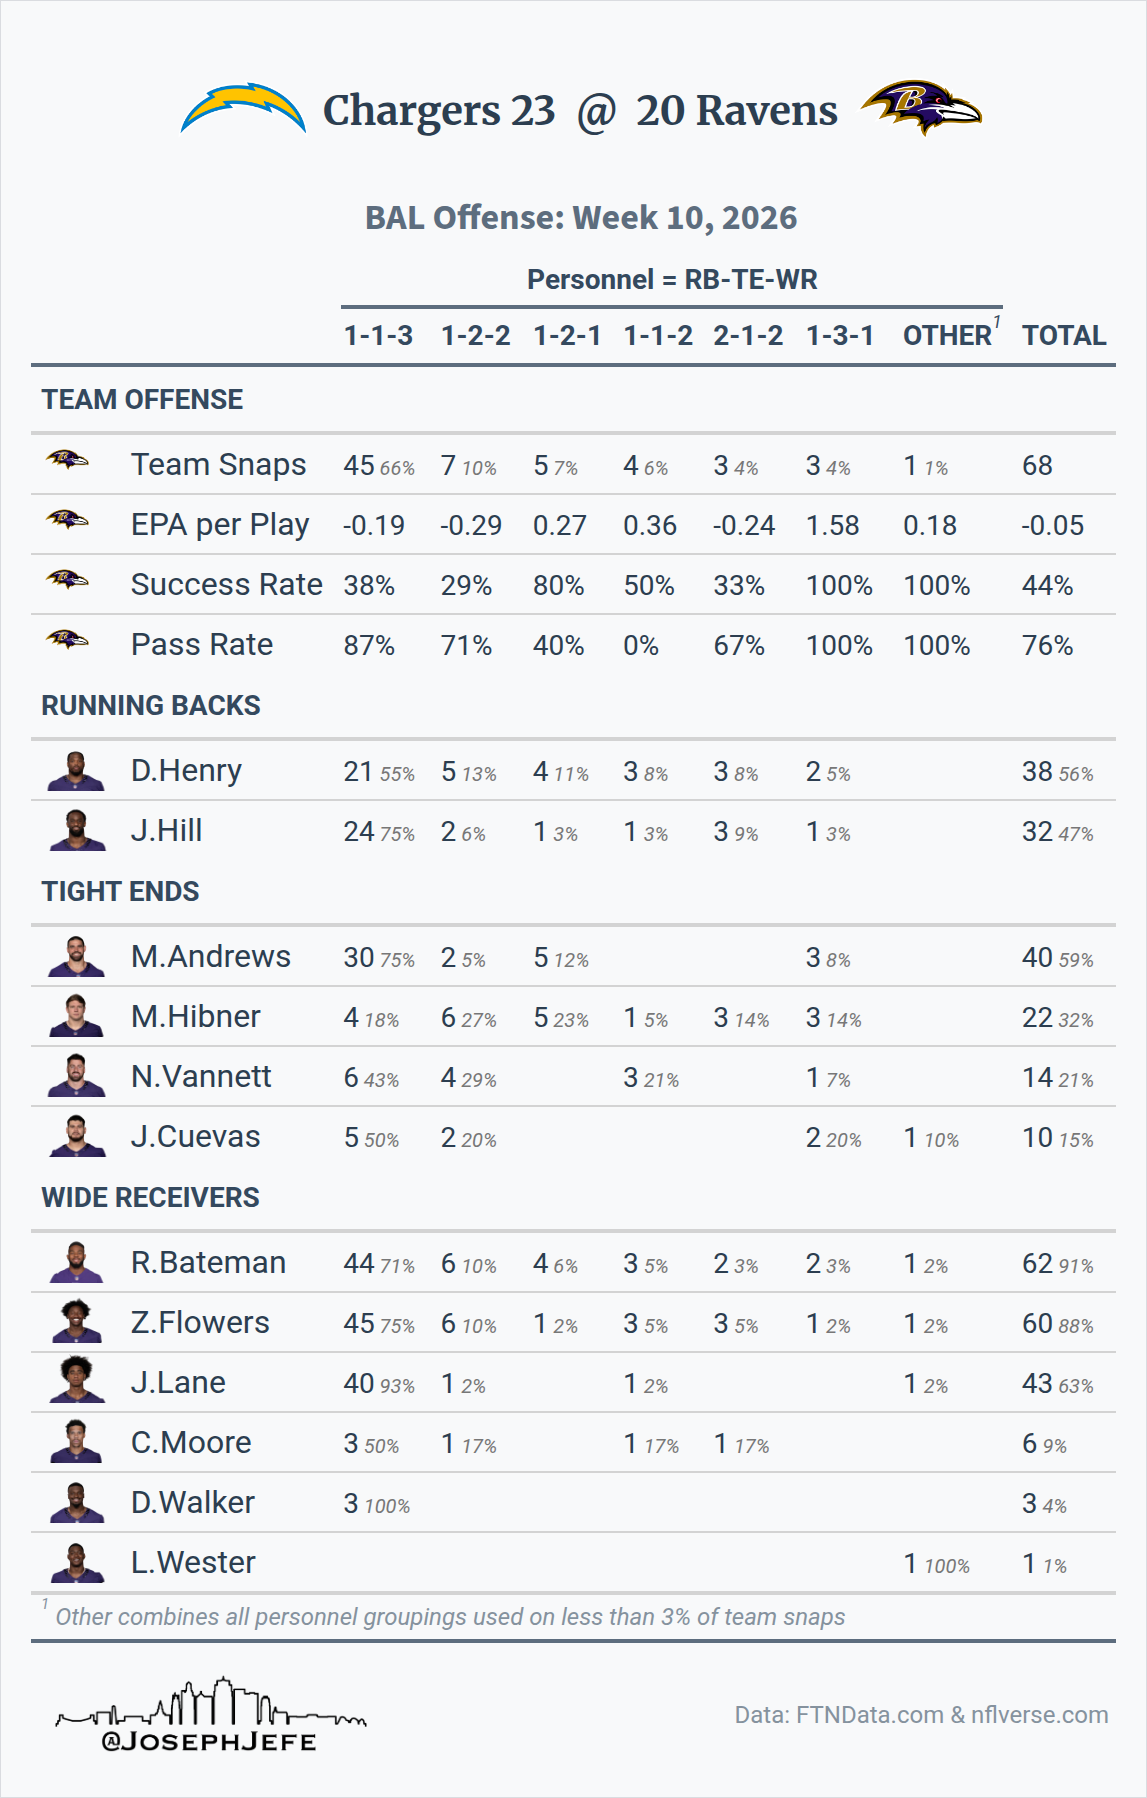 Chargers 23 @ 20 Ravens
BAL Offense: Week 10, 2026
Personnel = RB-TE-WR
1-1-3 1-2-2 1-2-1 1-1-2 2-1-2 1-3-1 OTHER1 TOTAL
TEAM OFFENSE
Team Snaps 45 66% 7 10% 5 7% 4 6% 3 4% 3 4% 1 1% 68
EPA per Play -0.19 -0.29 0.27 0.36 -0.24 1.58 0.18 -0.05
Success Rate 38% 29% 80% 50% 33% 100% 100% 44%
Pass Rate 87% 71% 40% 0% 67% 100% 100% 76%
RUNNING BACKS
D.Henry 21 55% 5 13% 4 11% 3 8% 3 8% 2 5% 38 56%
J.Hill 24 75% 2 6% 1 3% 1 3% 3 9% 1 3% 32 47%
TIGHT ENDS
M.Andrews 30 75% 2 5% 5 12% 3 8% 40 59%
M.Hibner 4 18% 6 27% 5 23% 1 5% 3 14% 3 14% 22 32%
N.Vannett 6 43% 4 29% 3 21% 1 7% 14 21%
J.Cuevas 5 50% 2 20% 2 20% 1 10% 10 15%
WIDE RECEIVERS
R.Bateman 44 71% 6 10% 4 6% 3 5% 2 3% 2 3% 1 2% 62 91%
Z.Flowers 45 75% 6 10% 1 2% 3 5% 3 5% 1 2% 1 2% 60 88%
J.Lane 40 93% 1 2% 1 2% 1 2% 43 63%
C.Moore 3 50% 1 17% 1 17% 1 17% 6 9%
D.Walker 3 100% 3 4%
L.Wester 1 100% 1 1%
1 Other combines all personnel groupings used on less than 3% of team snaps
@JOSEPHJEFE
Data: FTNData.com & nflverse.com